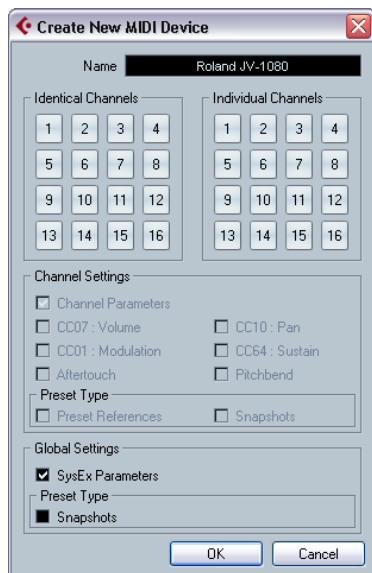 Create New MIDI Device
Name Roland JV-1080
Identical Channels
1 2 3 4
5 6 7 8
9 10 11 12
13 14 15 16
Individual Channels
1 2 3 4
5 6 7 8
9 10 11 12
13 14 15 16
Channel Settings
Channel Parameters
CC07 : Volume CC10 : Pan
CC01 : Modulation CC64 : Sustain
Aftertouch Pitchbend
Preset Type
Preset References Snapshots
Global Settings
SysEx Parameters
Preset Type
Snapshots
OK Cancel